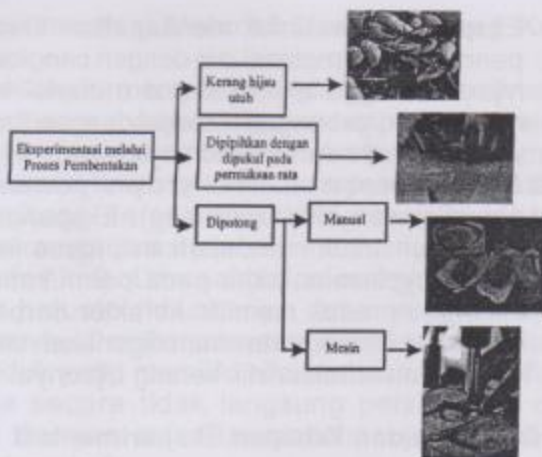 Kerang hijau
utuh
Eksperimentasi melalui
Proses Pembentukan
Dipipihkan dengan
dipukul pada
permukaan rata
Dipotong
Manual
Mesin